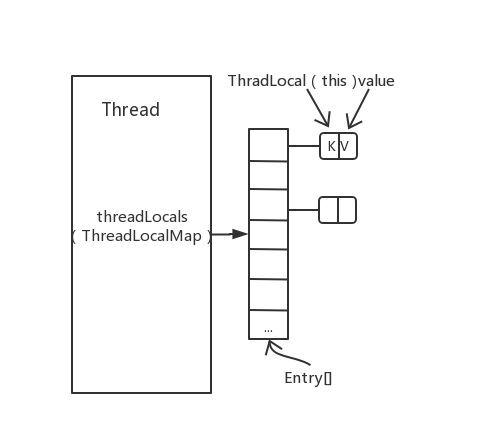 ThradLocal ( this )value
Thread
K V
threadLocals
( ThreadLocalMap )
...
Entry[]